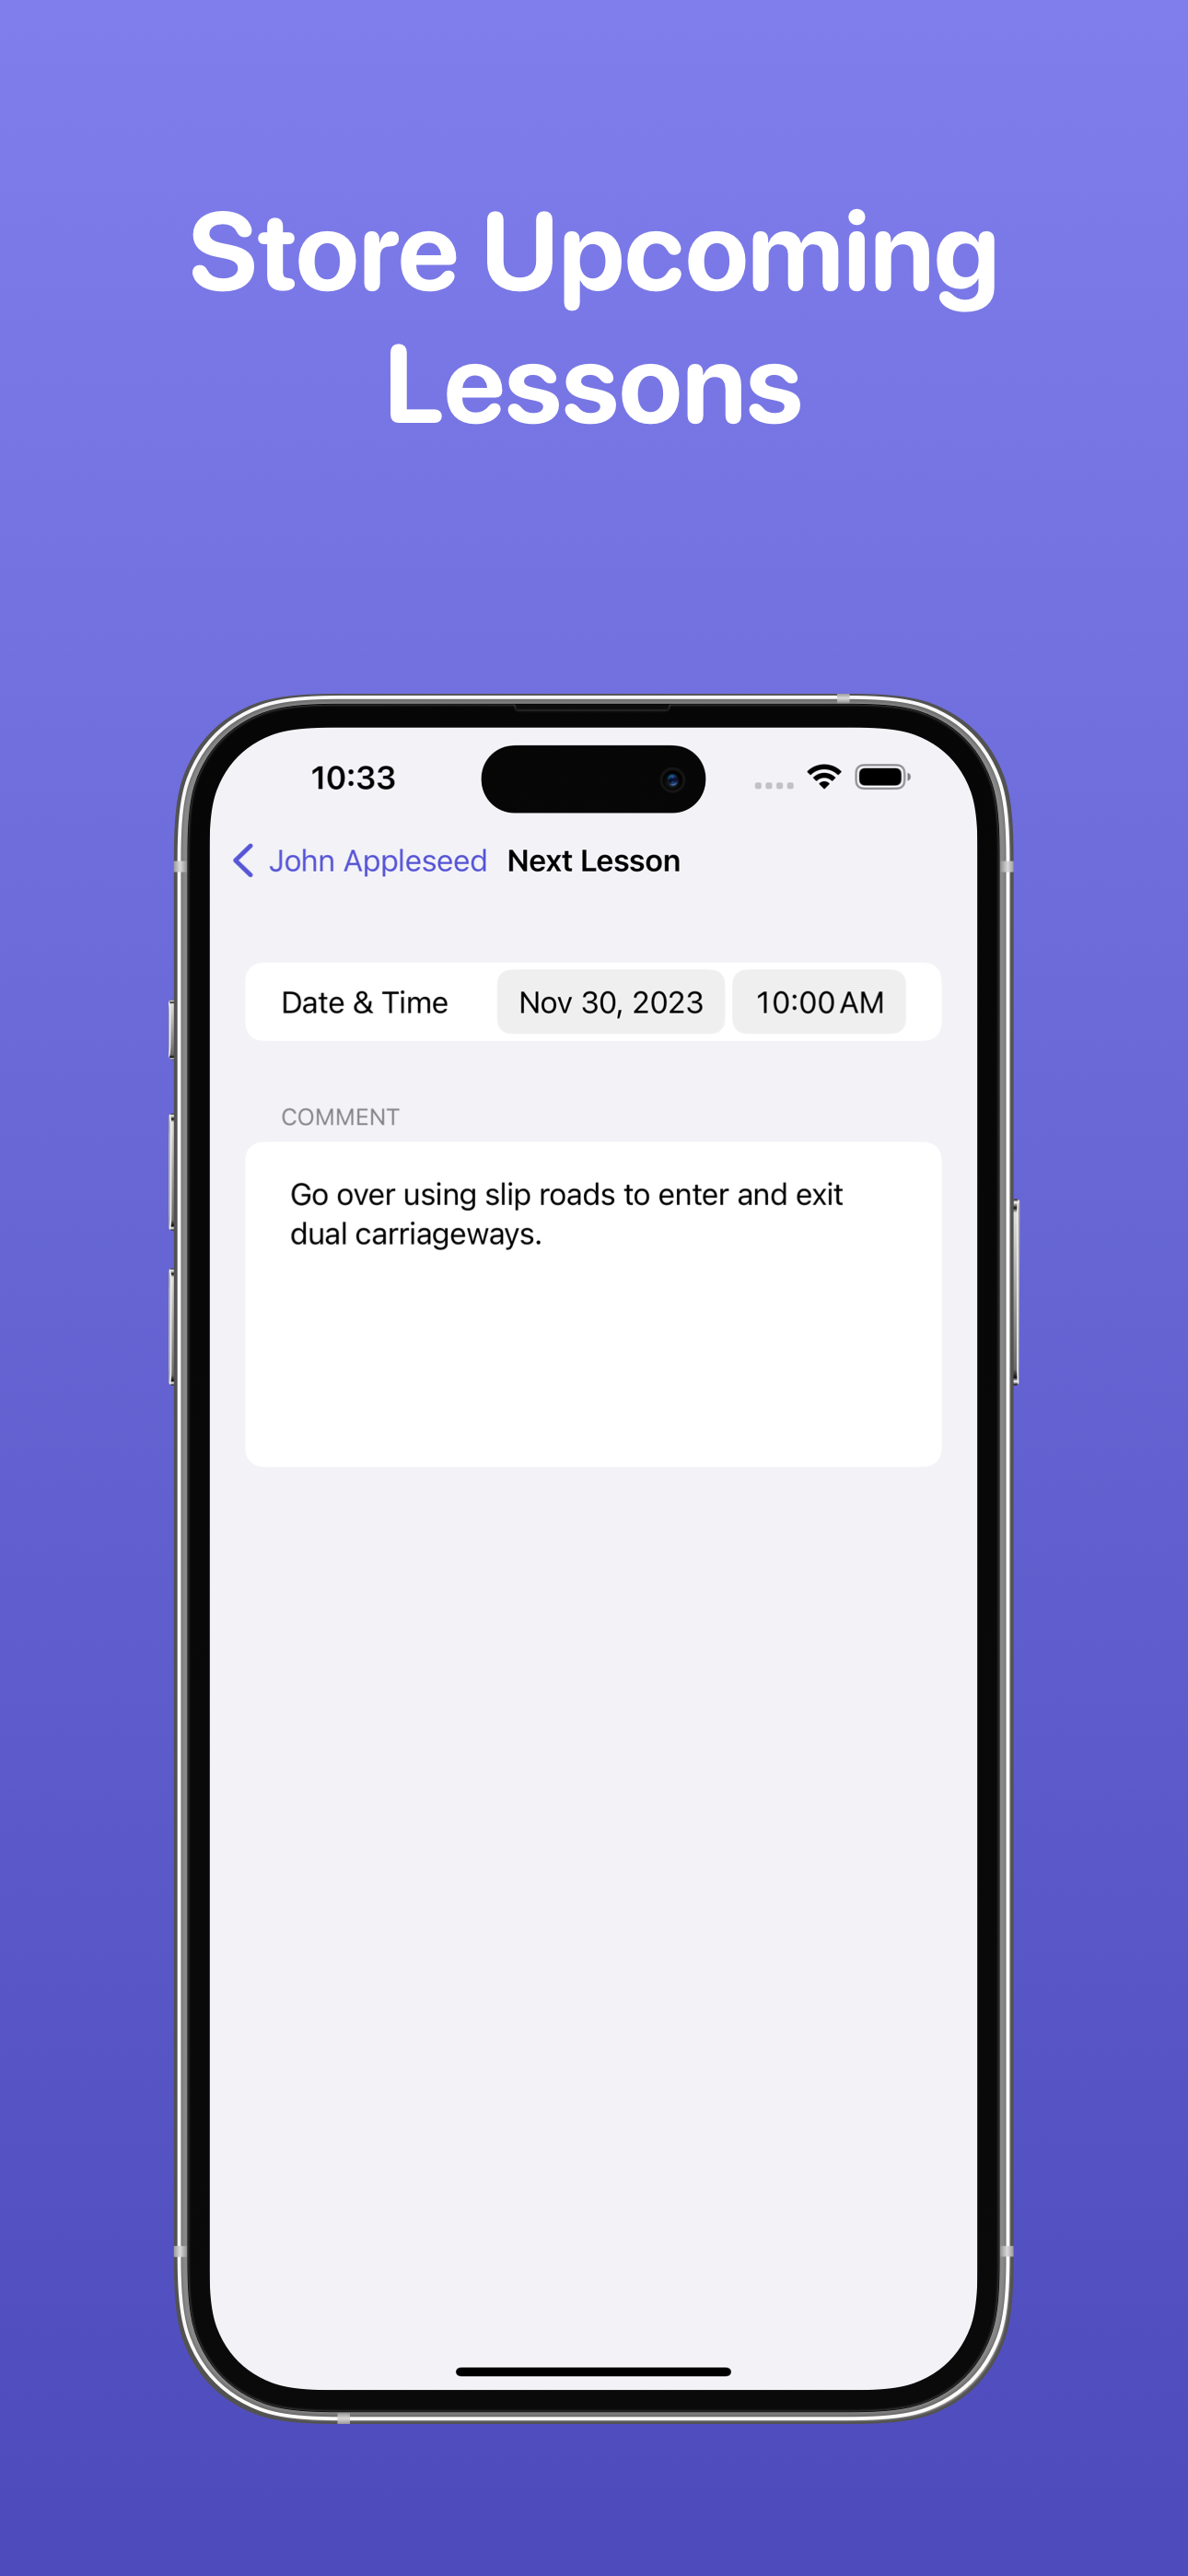 Store Upcoming
Lessons
10:33
John Appleseed Next Lesson
Date & Time Nov 30, 2023 10:00 AM
COMMENT
Go over using slip roads to enter and exit
dual carriageways.